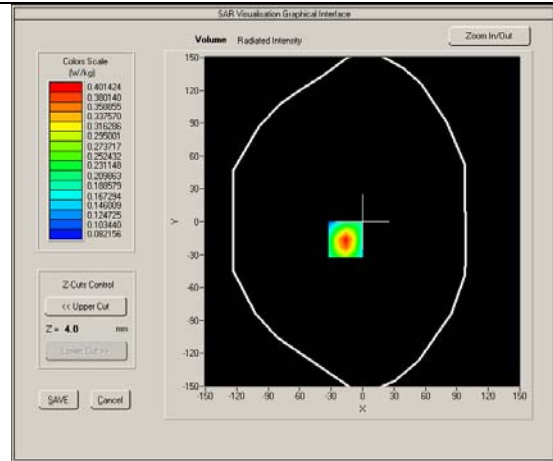 SAR Visualisation Graphical Interface
Volume Radiated Intensity
Zoom In/Out
Colors Scale
(W/kg)
0.401424
0.380140
0.358855
0.337570
0.316286
0.295001
0.273717
0.252432
0.231148
0.209863
0.188579
0.167294
0.146009
0.124725
0.103440
0.082156
Z-Cuts Control
<< Upper Cut
Z = 4.0 mm
Lower Cut >>
SAVE Cancel
150
120
90
60
30
0
-30
-60
-90
-120
-150
Y
-150 -120 -90 -60 -30 0 30 60 90 120 150
X